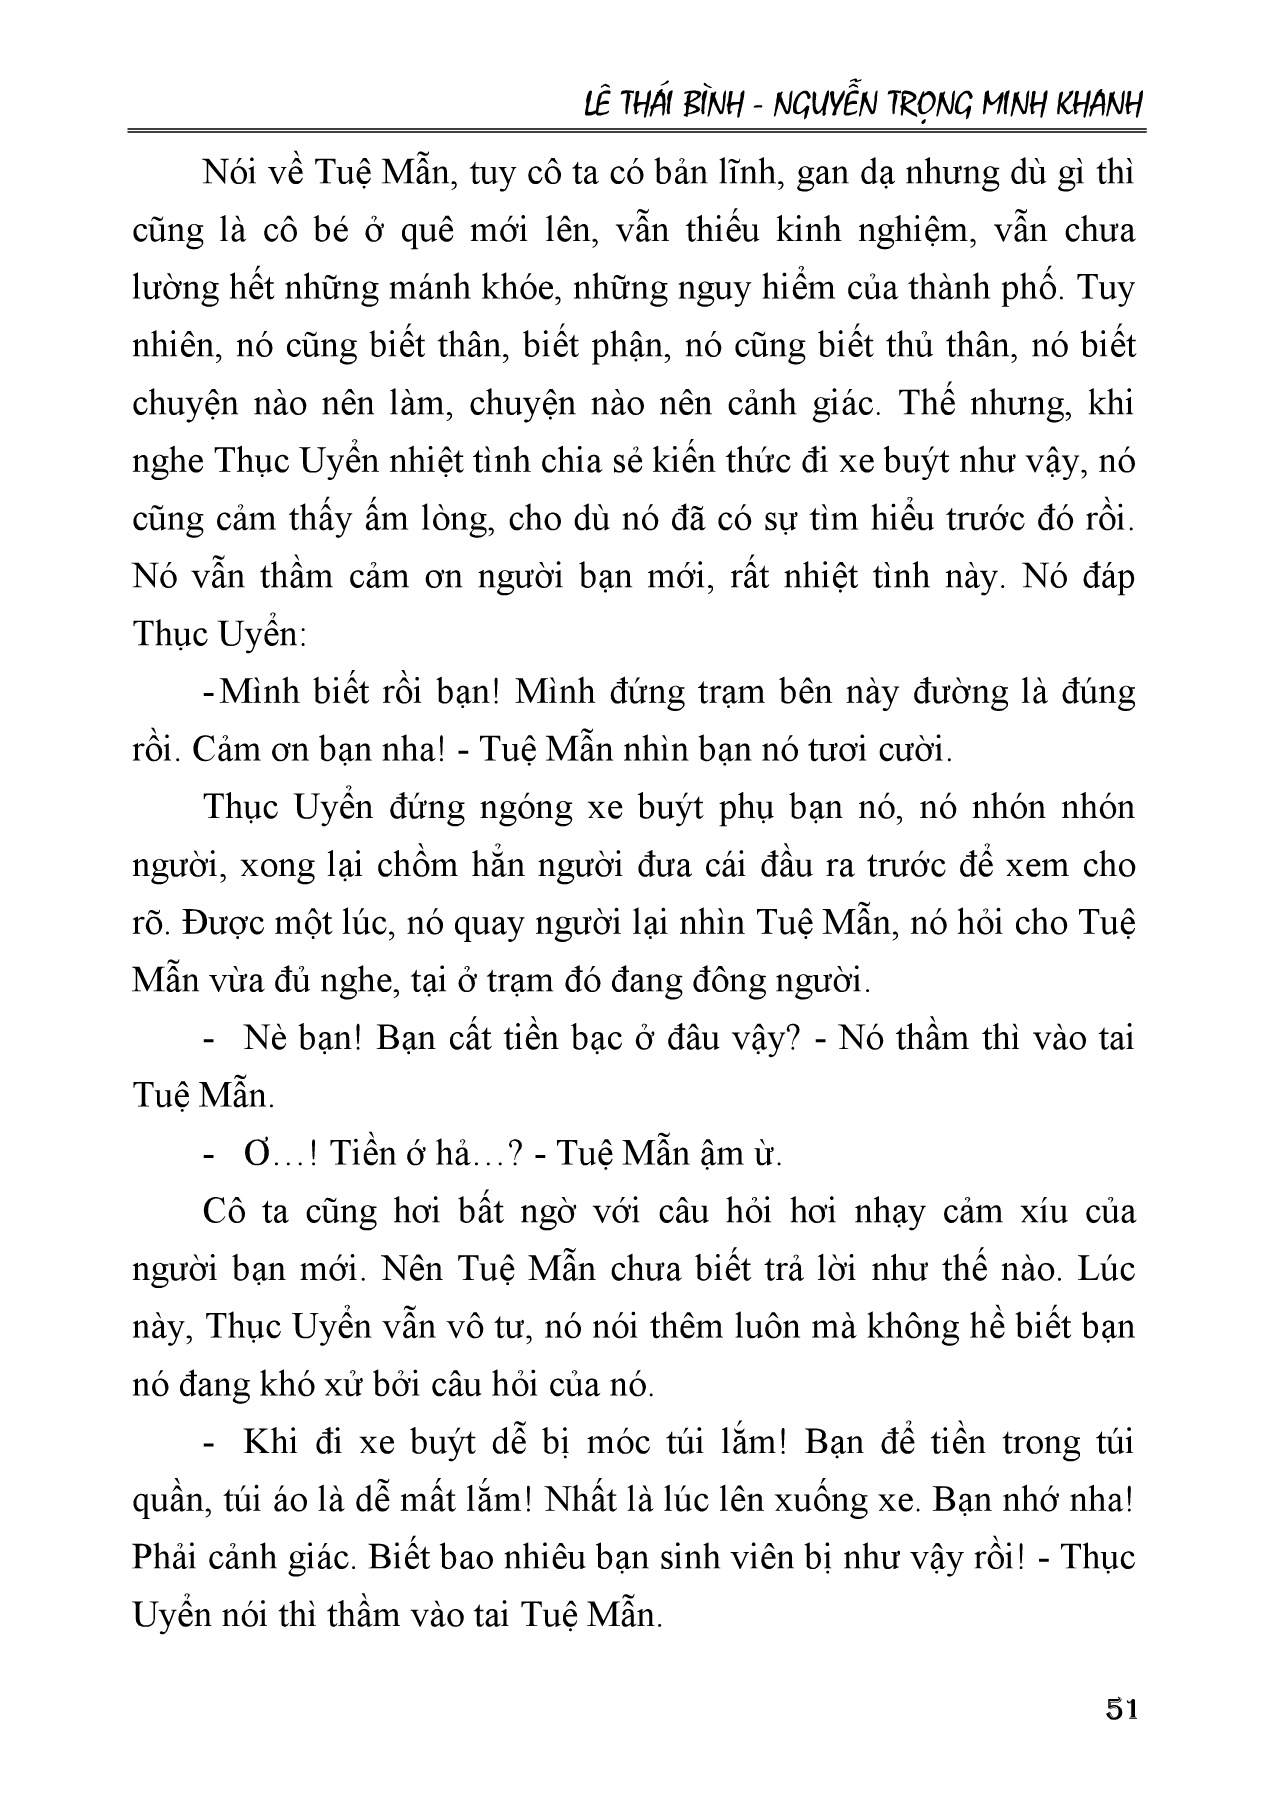 LÊ THÁI BÌNH - NGUYỄN TRỌNG MINH KHANH
Nói về Tuệ Mẫn, tuy cô ta có bản lĩnh, gan dạ nhưng dù gì thì
cũng là cô bé ở quê mới lên, vẫn thiếu kinh nghiệm, vẫn chưa
lường hết những mánh khóe, những nguy hiểm của thành phố. Tuy
nhiên, nó cũng biết thân, biết phận, nó cũng biết thủ thân, nó biết
chuyện nào nên làm, chuyện nào nên cảnh giác. Thế nhưng, khi
nghe Thục Uyển nhiệt tình chia sẻ kiến thức đi xe buýt như vậy, nó
cũng cảm thấy ấm lòng, cho dù nó đã có sự tìm hiểu trước đó rồi.
Nó vẫn thầm cảm ơn người bạn mới, rất nhiệt tình này. Nó đáp
Thục Uyển:
-Mình biết rồi bạn! Mình đứng trạm bên này đường là đúng
rồi. Cảm ơn bạn nha! - Tuệ Mẫn nhìn bạn nó tươi cười.
Thục Uyển đứng ngóng xe buýt phụ bạn nó, nó nhón nhón
người, xong lại chồm hẳn người đưa cái đầu ra trước để xem cho
rõ. Được một lúc, nó quay người lại nhìn Tuệ Mẫn, nó hỏi cho Tuệ
Mẫn vừa đủ nghe, tại ở trạm đó đang đông người.
- Nè bạn! Bạn cất tiền bạc ở đâu vậy? - Nó thầm thì vào tai
Tuệ Mẫn.
- Ơ…! Tiền ớ hả…? - Tuệ Mẫn ậm ừ.
Cô ta cũng hơi bất ngờ với câu hỏi hơi nhạy cảm xíu của
người bạn mới. Nên Tuệ Mẫn chưa biết trả lời như thế nào. Lúc
này, Thục Uyển vẫn vô tư, nó nói thêm luôn mà không hề biết bạn
nó đang khó xử bởi câu hỏi của nó.
- Khi đi xe buýt dễ bị móc túi lắm! Bạn để tiền trong túi
quần, túi áo là dễ mất lắm! Nhất là lúc lên xuống xe. Bạn nhớ nha!
Phải cảnh giác. Biết bao nhiêu bạn sinh viên bị như vậy rồi! - Thục
Uyển nói thì thầm vào tai Tuệ Mẫn.
51